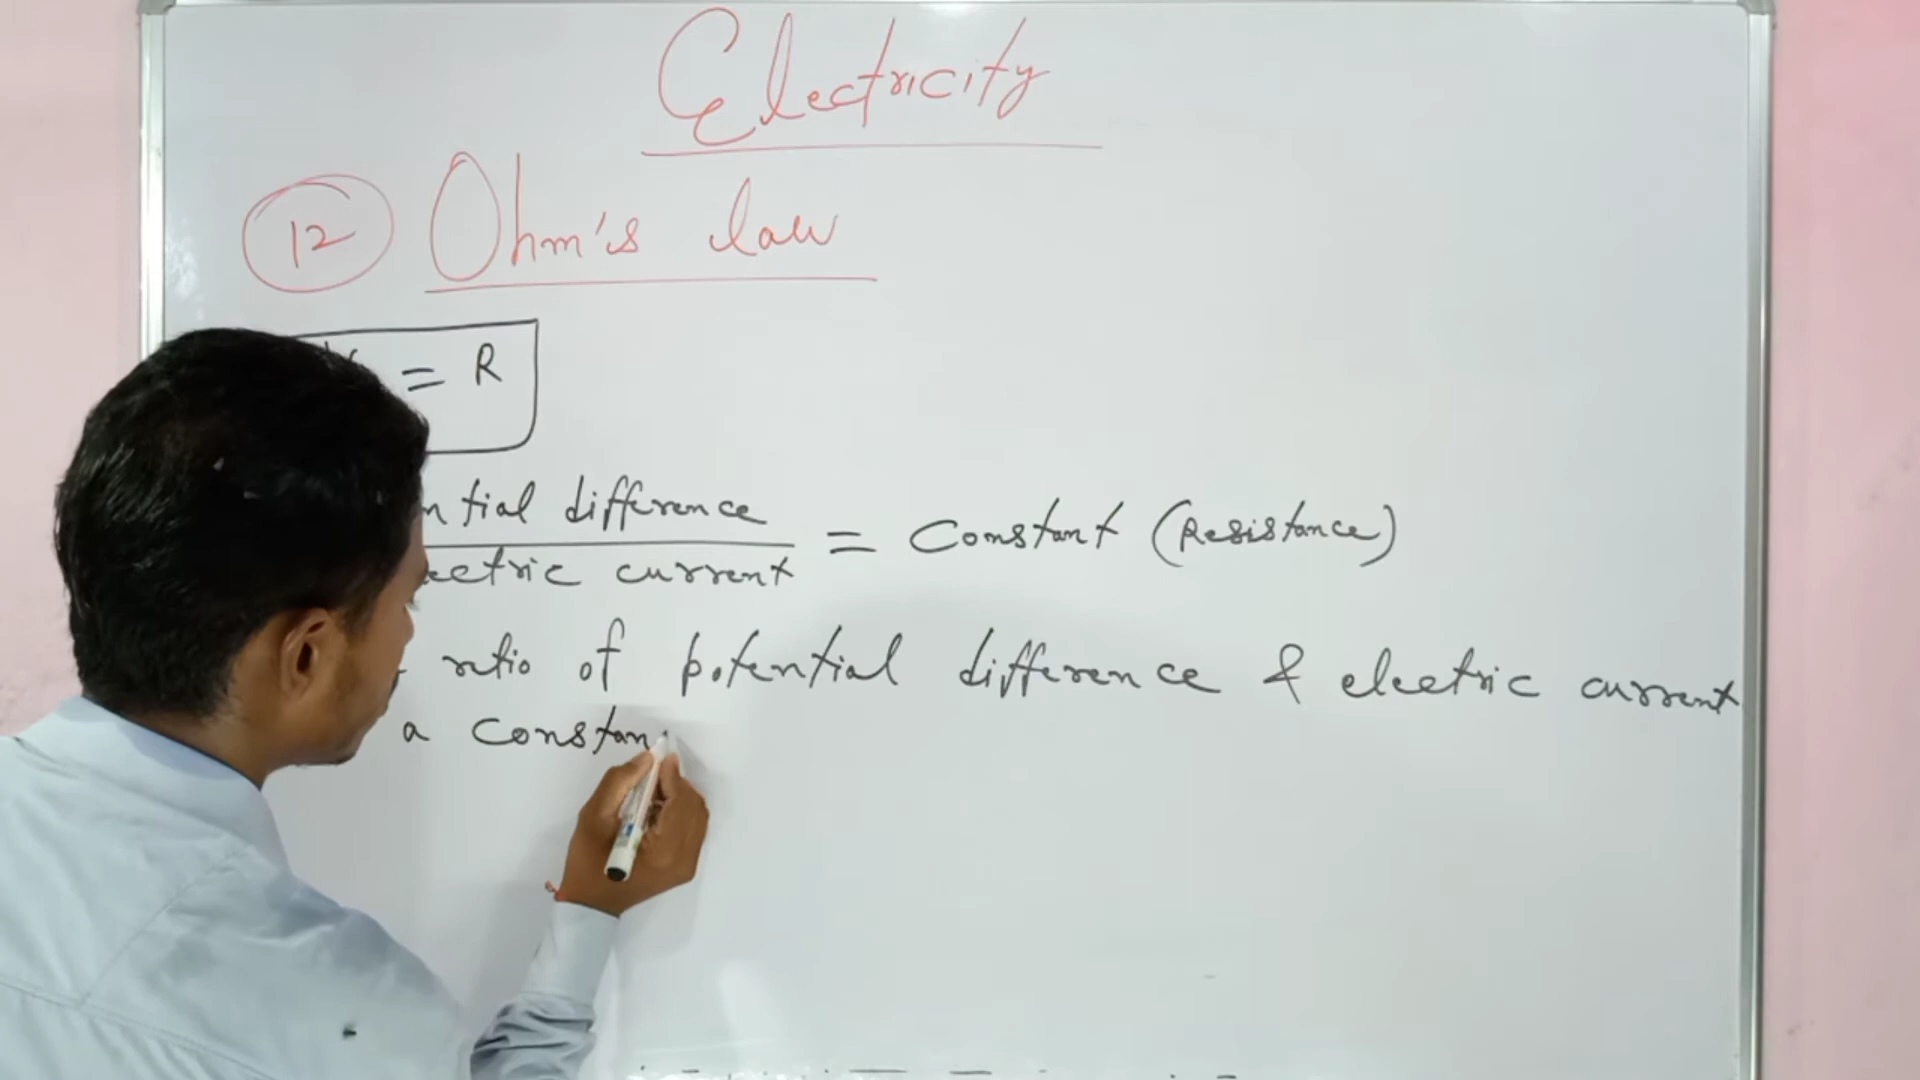 Electricity
12 Ohm's law
= R
ntial difference
ectric current = Constant (Resistance)
ratio of potential difference & electric current
a constan